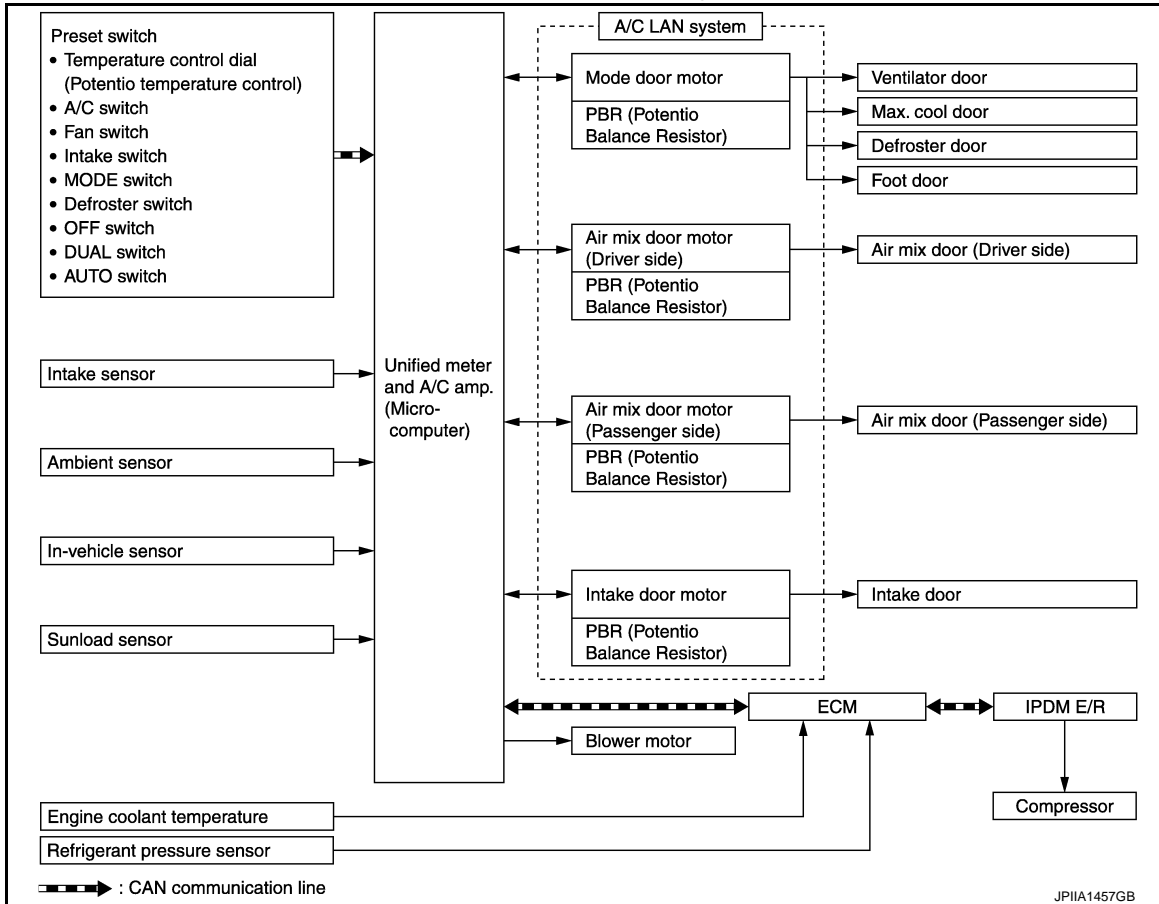 Preset switch
• Temperature control dial
(Potentio temperature control)
• A/C switch
• Fan switch
• Intake switch
• MODE switch
• Defroster switch
• OFF switch
• DUAL switch
• AUTO switch
Intake sensor
Ambient sensor
In-vehicle sensor
Sunload sensor
Unified meter
and A/C amp.
(Micro-
computer)
A/C LAN system
Mode door motor
PBR (Potentio
Balance Resistor)
Ventilator door
Max. cool door
Defroster door
Foot door
Air mix door motor
(Driver side)
PBR (Potentio
Balance Resistor)
Air mix door (Driver side)
Air mix door motor
(Passenger side)
PBR (Potentio
Balance Resistor)
Air mix door (Passenger side)
Intake door motor
PBR (Potentio
Balance Resistor)
Intake door
ECM
IPDM E/R
Blower motor
Compressor
Engine coolant temperature
Refrigerant pressure sensor
: CAN communication line
JPIIA1457GB